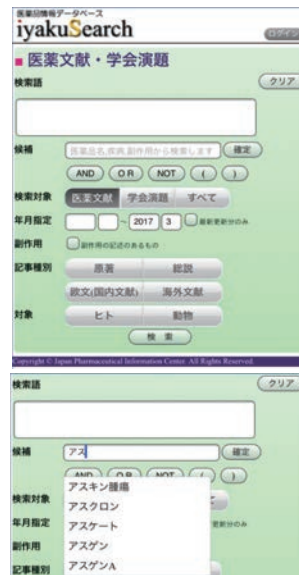 医薬品情報データベース
iyakuSearch
ログイン
■ 医薬文献・学会演題
検索語 クリア
候補 医薬品名,疾病,副作用から検索します 確定
AND OR NOT ( )
検索対象 医薬文献 学会演題 すべて
年月指定 ~ 2017 3 最新更新分のみ
副作用 副作用の記述のあるもの
記事種別 原著 総説
欧文(国内文献) 海外文献
対象 ヒト 動物
検 索
Copyright © Japan Pharmaceutical Information Center. All Rights Reserved.
検索語 クリア
候補 アス 確定
AND OR NOT ( )
検索対象 アスキン腫瘍
アスクロン
年月指定 アスケート 更新分のみ
副作用 アスゲン
記事種別 アスゲンA